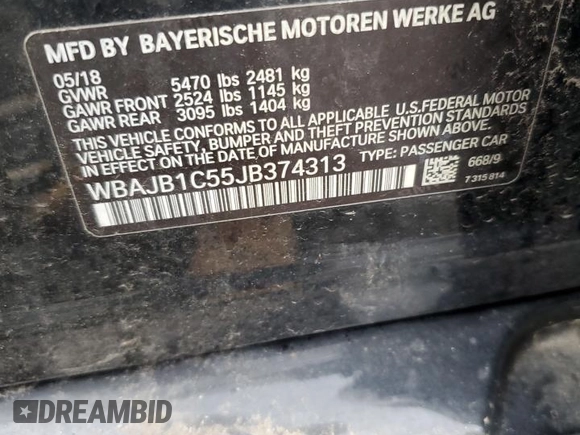 MFD BY BAYERISCHE MOTOREN WERKE AG
05/18
GVWR 5470 lbs 2481 kg
GAWR FRONT 2524 lbs 1145 kg
GAWR REAR 3095 lbs 1404 kg
THIS VEHICLE CONFORMS TO ALL APPLICABLE U.S.FEDERAL MOTOR
VEHICLE SAFETY, BUMPER AND THEFT PREVENTION STANDARDS
IN EFFECT ON THE DATE OF MANUFACTURE SHOWN ABOVE.
WBAJB1C55JB374313 TYPE: PASSENGER CAR
668/9
7315814
DREAMBID